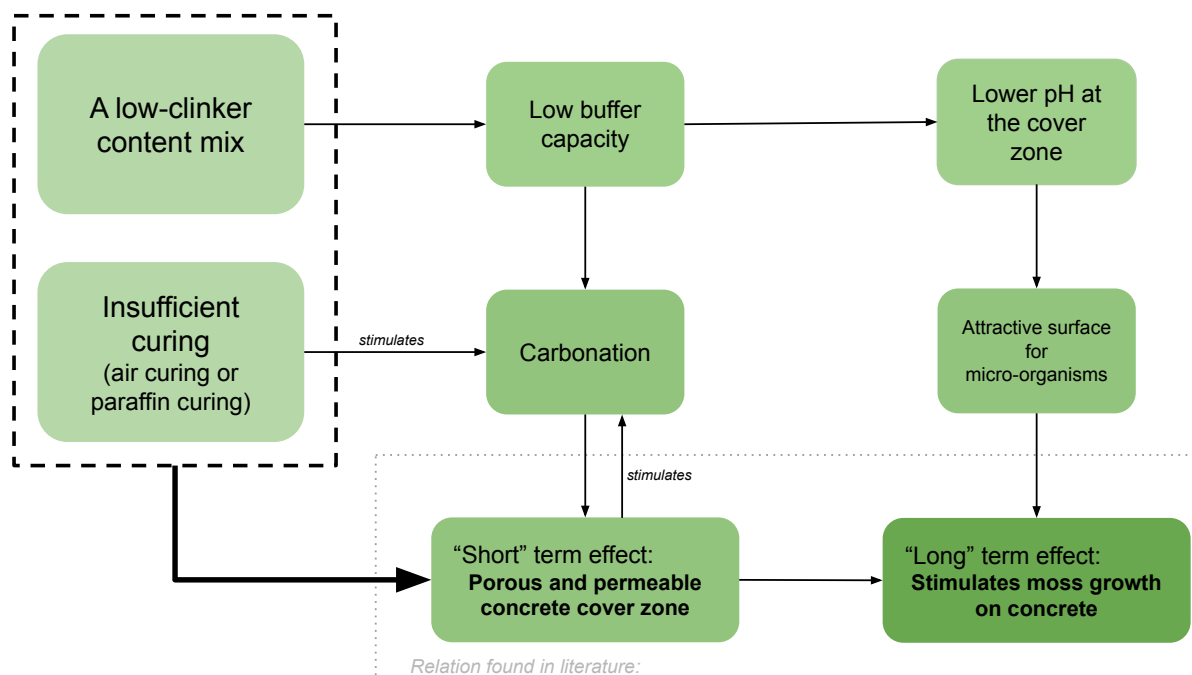 A low-clinker
content mix
Low buffer
capacity
Lower pH at
the cover
zone
Insufficient
curing
(air curing or
paraffin curing)
stimulates
Carbonation
Attractive surface
for
micro-organisms
stimulates
“Short” term effect:
Porous and permeable
concrete cover zone
“Long” term effect:
Stimulates moss growth
on concrete
Relation found in literature: